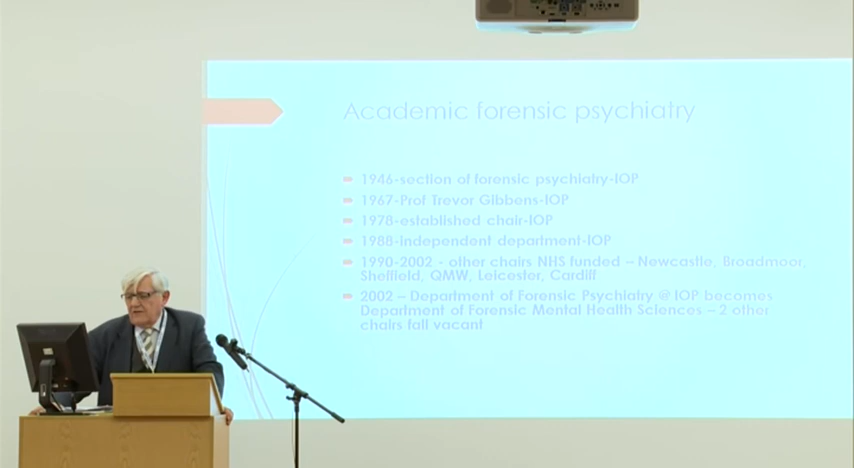 Academic forensic psychiatry
1946-section of forensic psychiatry-IOP
1967-Prof Trevor Gibbens-IOP
1978-established chair-IOP
1988-independent department-IOP
1990-2002 - other chairs NHS funded – Newcastle, Broadmoor,
Sheffield, QMW, Leicester, Cardiff
2002 – Department of Forensic Psychiatry @ IOP becomes
Department of Forensic Mental Health Sciences – 2 other
chairs fall vacant